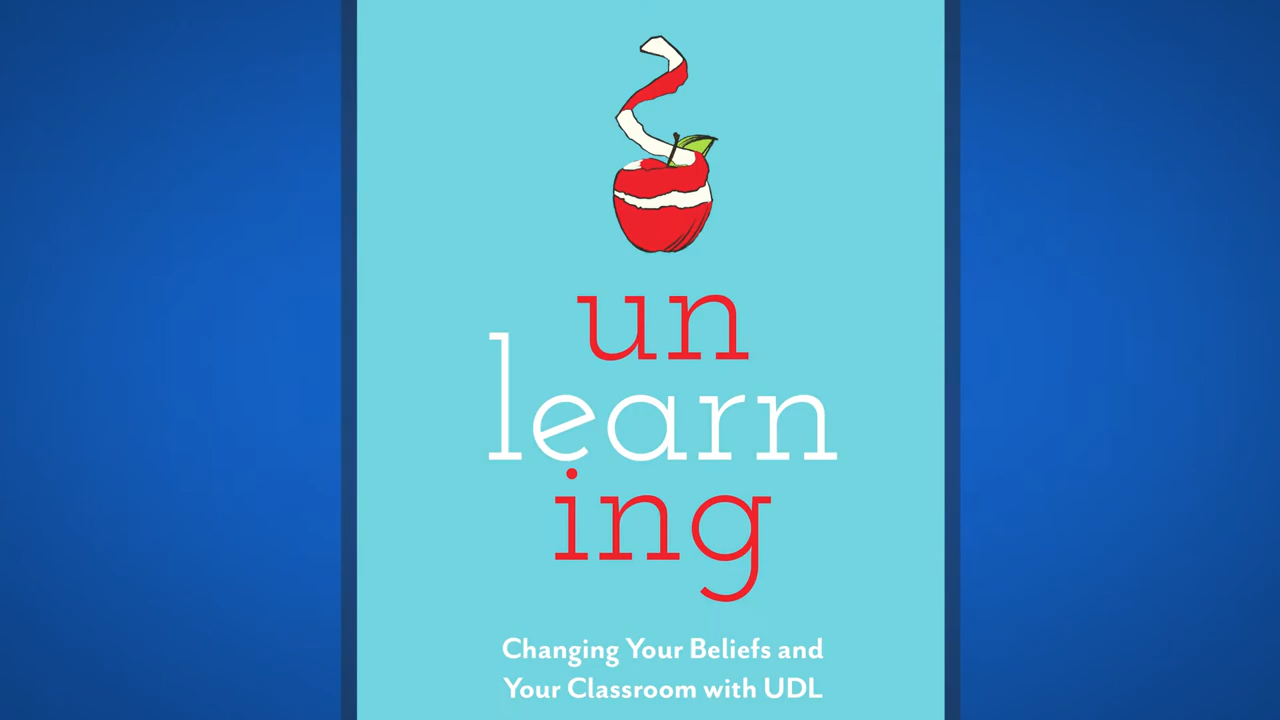 un
learn
ing
Changing Your Beliefs and
Your Classroom with UDL